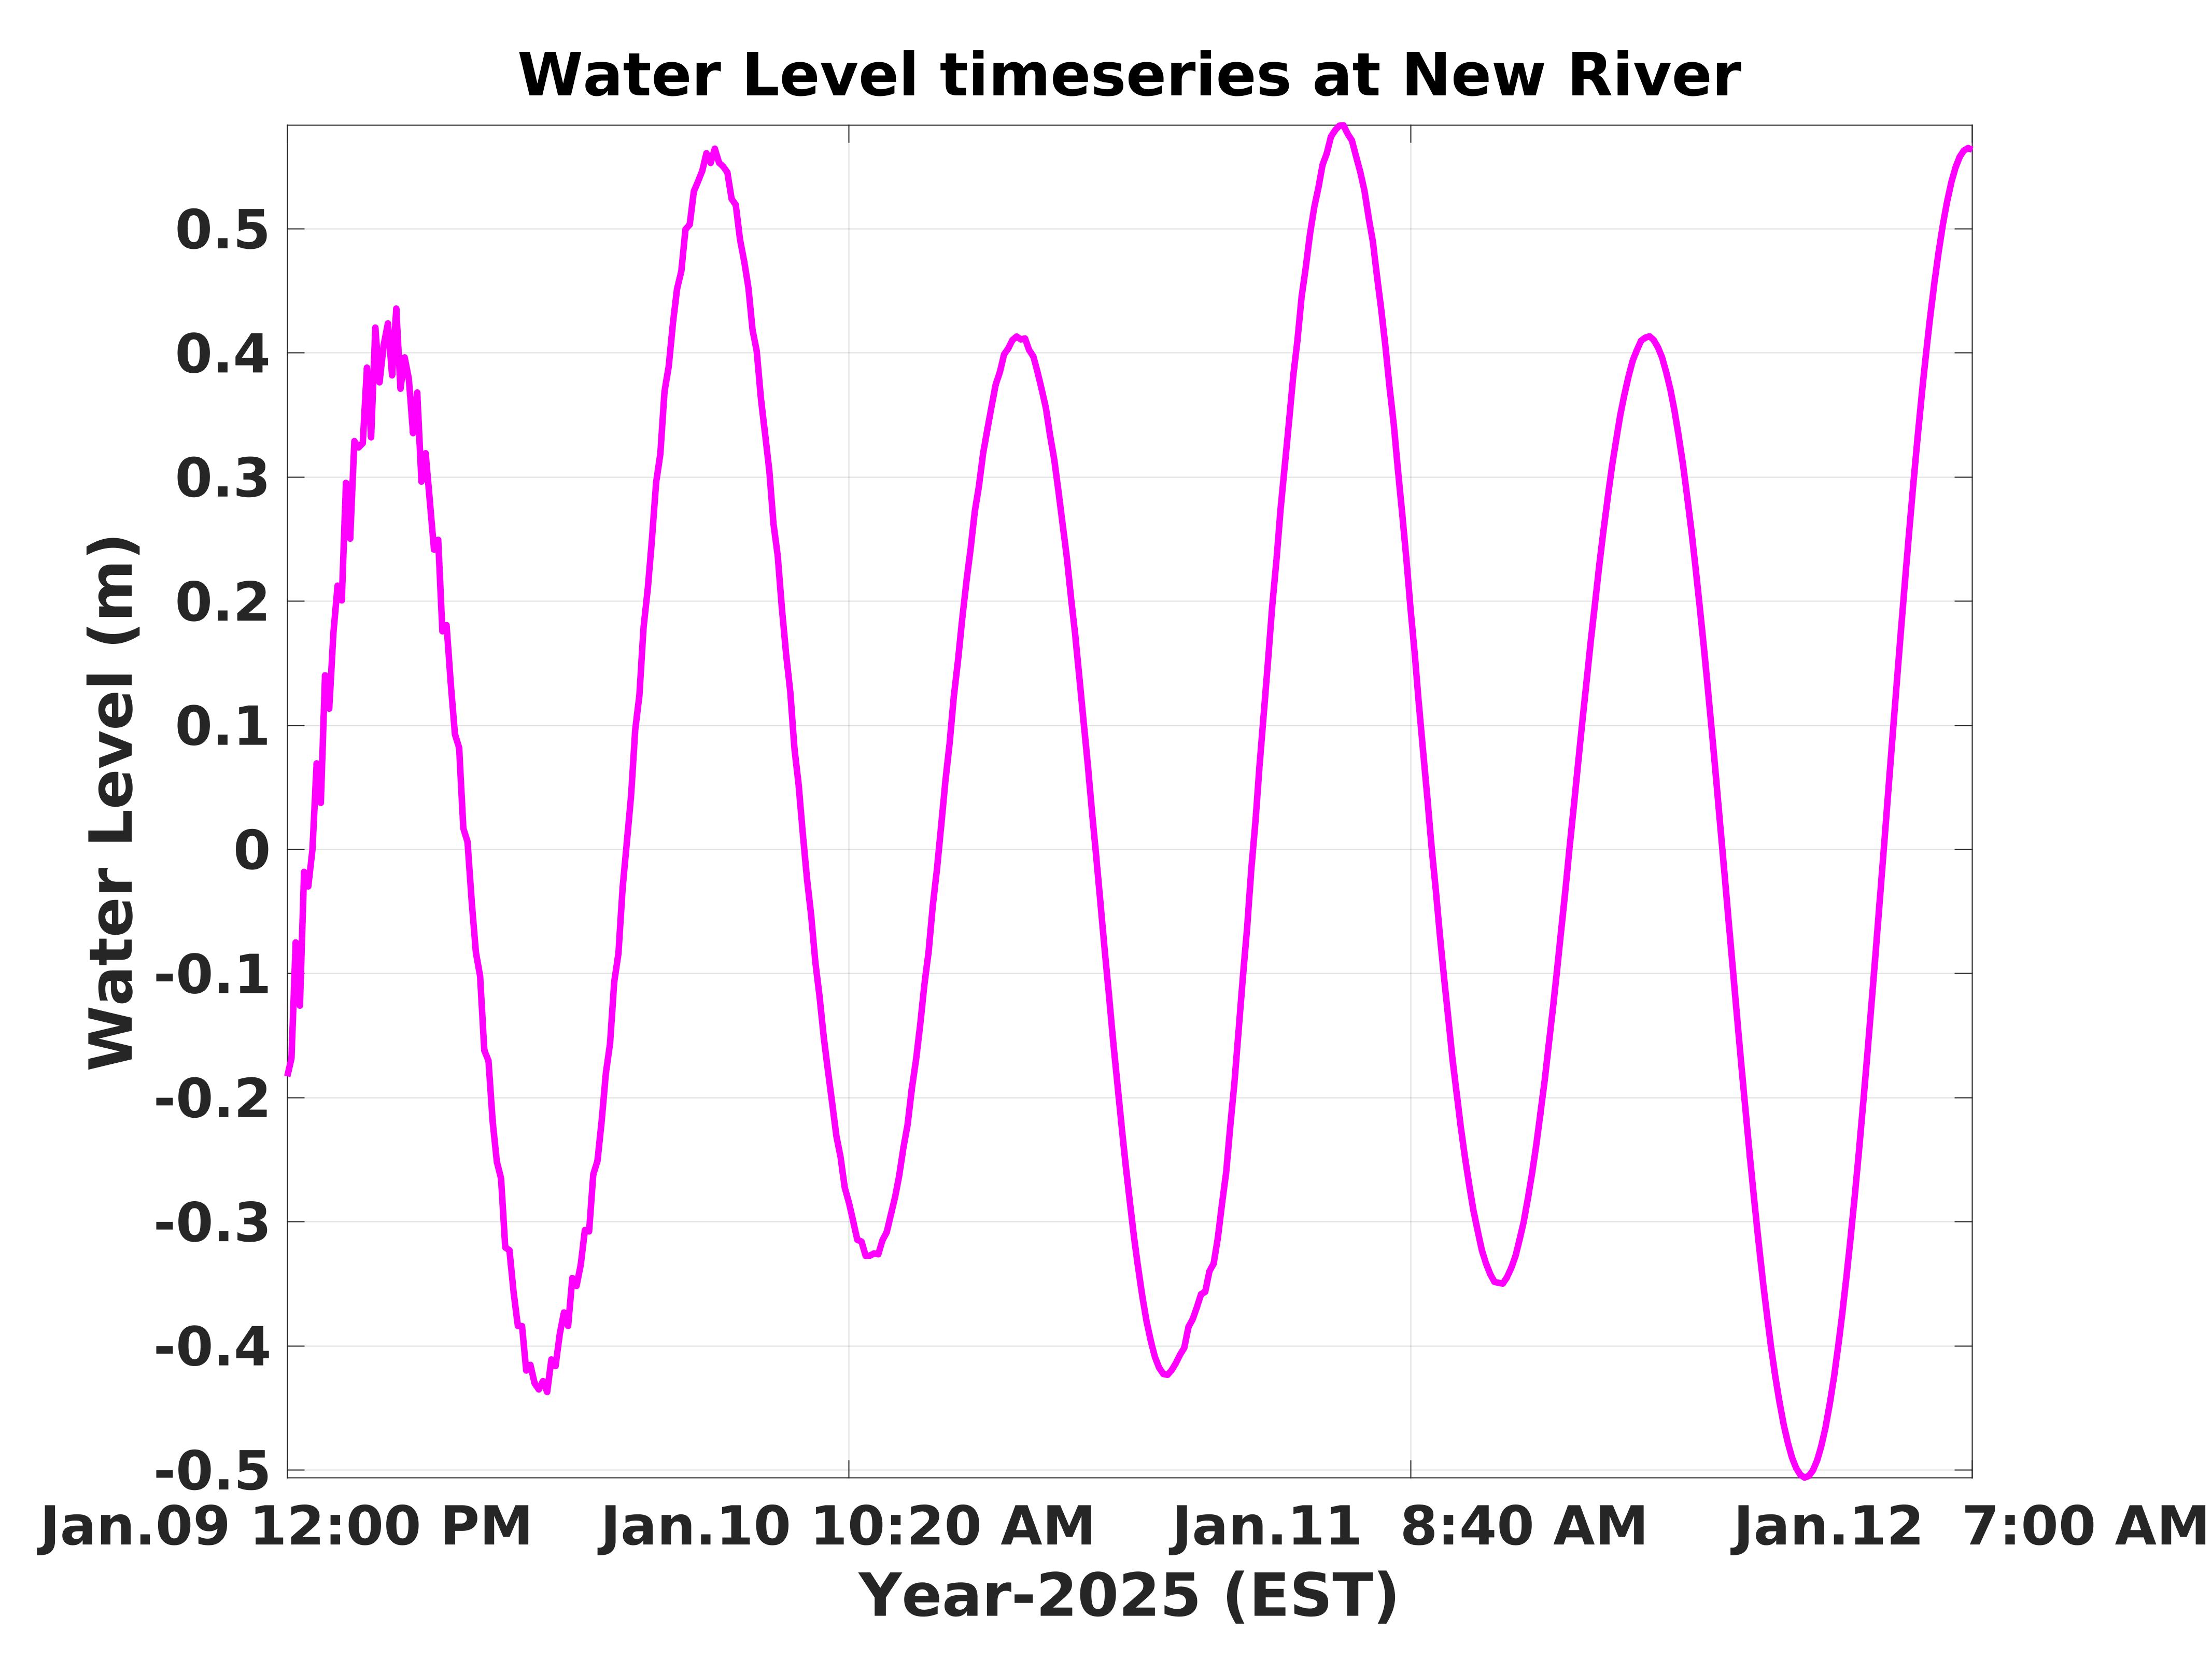 Water Level timeseries at New River
Water Level (m)
0.5
0.4
0.3
0.2
0.1
0
-0.1
-0.2
-0.3
-0.4
-0.5
Jan.09 12:00 PM Jan.10 10:20 AM Jan.11 8:40 AM Jan.12 7:00 AM
Year-2025 (EST)